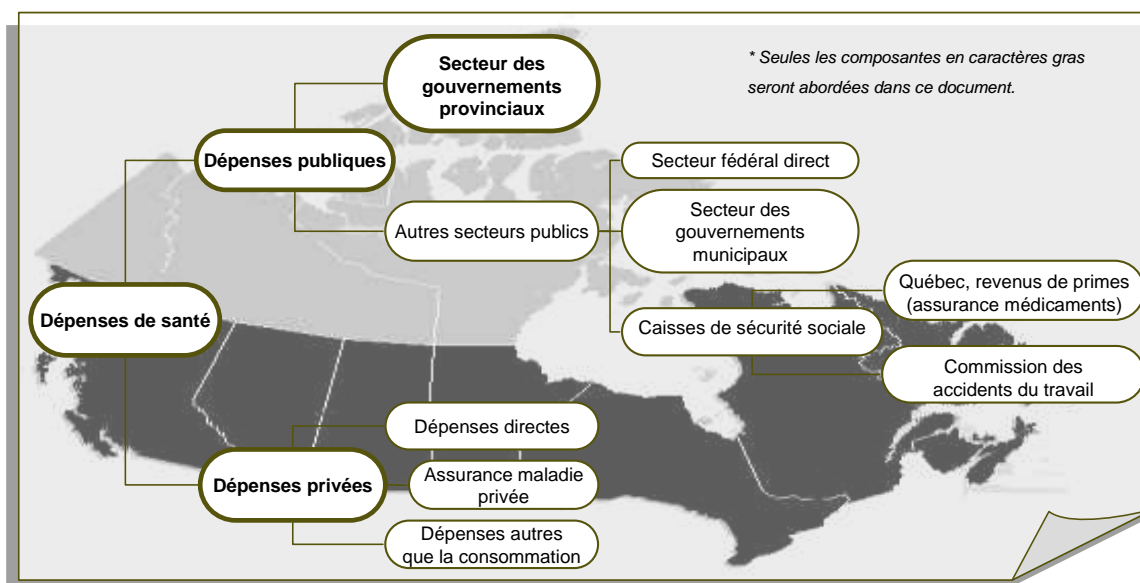 Secteur des
gouvernements
provinciaux
* Seules les composantes en caractères gras
seront abordées dans ce document.
Dépenses publiques
Secteur fédéral direct
Autres secteurs publics
Secteur des
gouvernements
municipaux
Québec, revenus de primes
(assurance médicaments)
Dépenses de santé
Caisses de sécurité sociale
Commission des
accidents du travail
Dépenses directes
Dépenses privées
Assurance maladie
privée
Dépenses autres
que la consommation